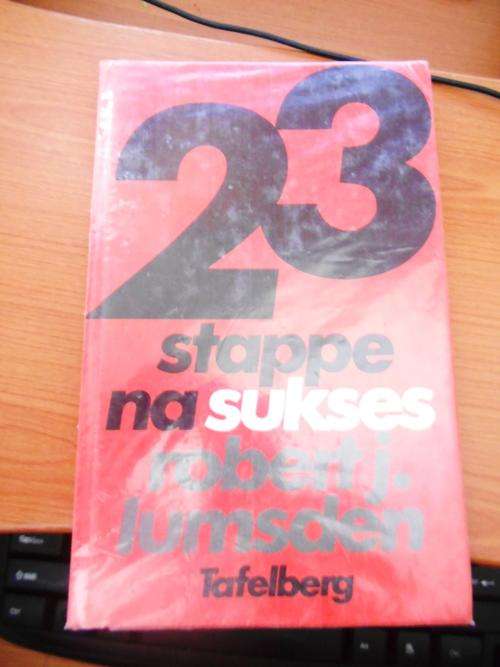 23
stappe
na sukses
robert j.
lumsden
Tafelberg